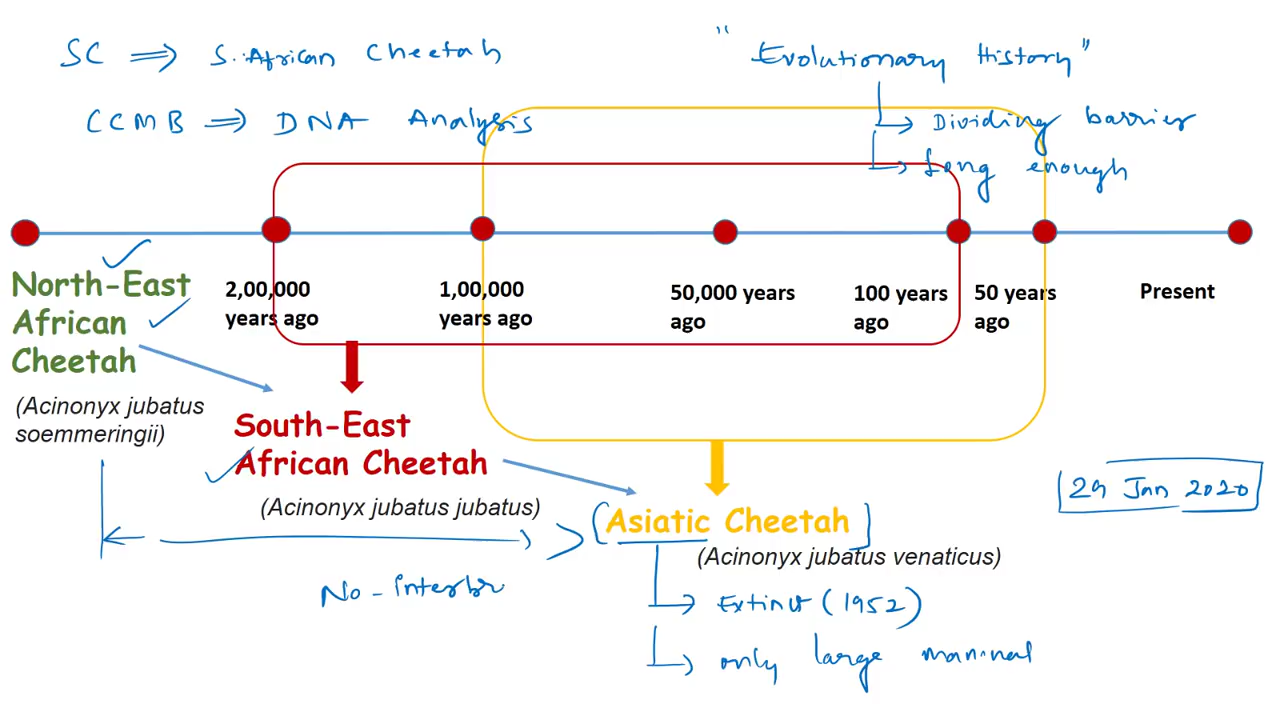 SC ⇒ S. African Cheetah
"Evolutionary History"
CCMB ⇒ DNA Analysis
→ Dividing barrier
→ Long enough
North-East
African
Cheetah
(Acinonyx jubatus
soemmeringii)
2,00,000
years ago
1,00,000
years ago
50,000 years
ago
100 years
ago
50 years
ago
Present
South-East
African Cheetah
(Acinonyx jubatus jubatus)
[Asiatic Cheetah]
(Acinonyx jubatus venaticus)
29 Jan 2020
No-interbr
→ Extinct (1952)
→ only large mammal